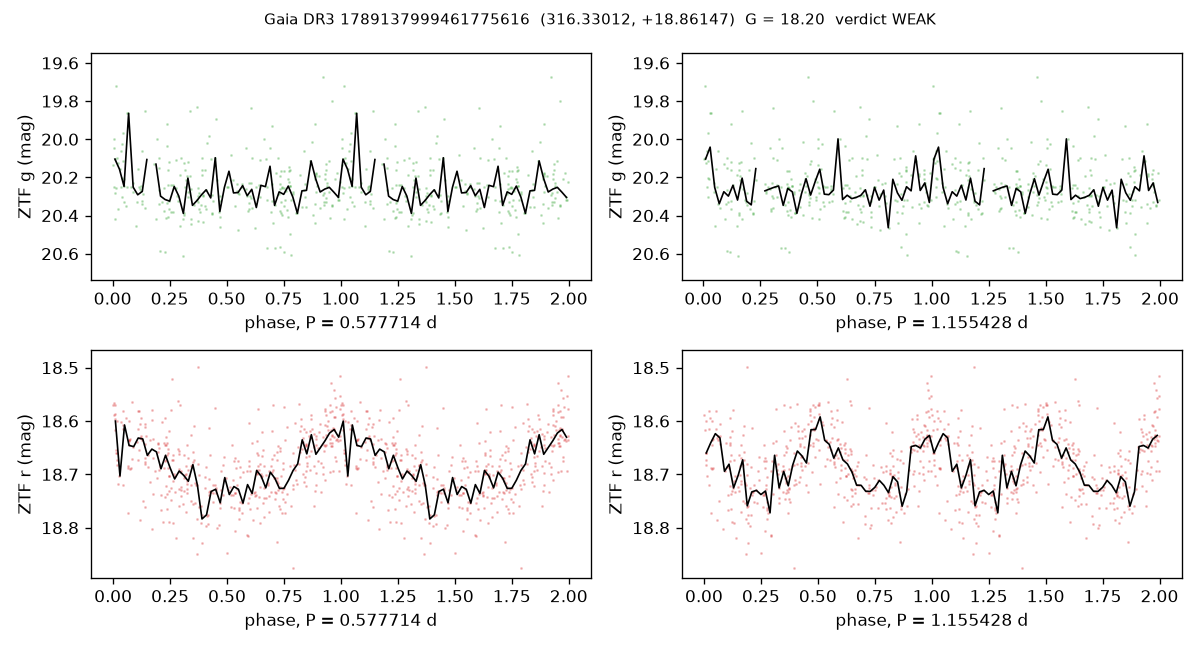 Gaia DR3 1789137999461775616  (316.33012, +18.86147)  G = 18.20  verdict WEAK
ZTF g (mag)
19.6
19.8
20.0
20.2
20.4
20.6
0.00 0.25 0.50 0.75 1.00 1.25 1.50 1.75 2.00
phase, P = 0.577714 d
ZTF g (mag)
19.6
19.8
20.0
20.2
20.4
20.6
0.00 0.25 0.50 0.75 1.00 1.25 1.50 1.75 2.00
phase, P = 1.155428 d
ZTF r (mag)
18.5
18.6
18.7
18.8
0.00 0.25 0.50 0.75 1.00 1.25 1.50 1.75 2.00
phase, P = 0.577714 d
ZTF r (mag)
18.5
18.6
18.7
18.8
0.00 0.25 0.50 0.75 1.00 1.25 1.50 1.75 2.00
phase, P = 1.155428 d